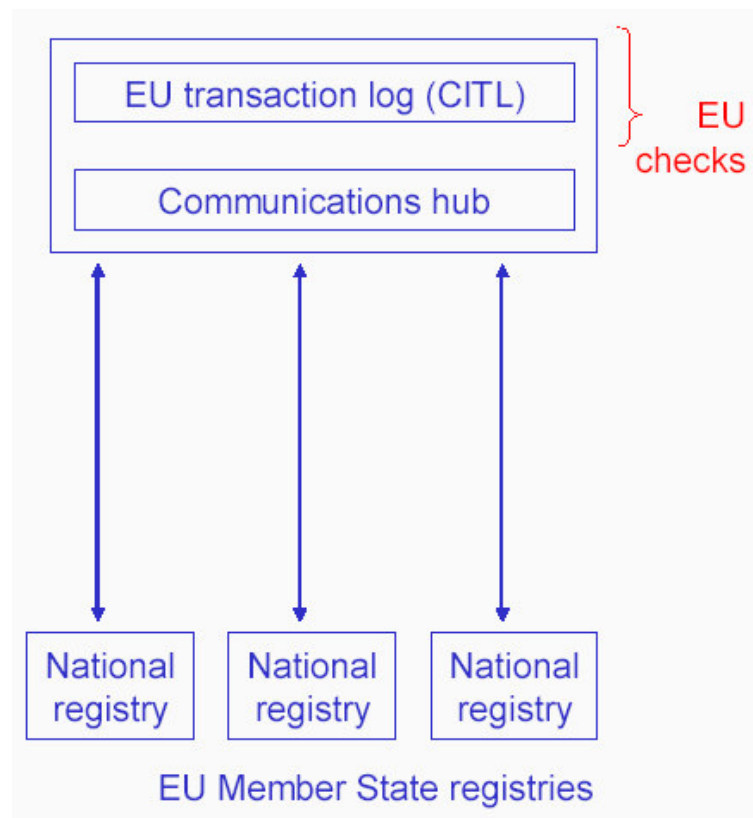 EU transaction log (CITL)
EU
checks
Communications hub
National
registry
National
registry
National
registry
EU Member State registries